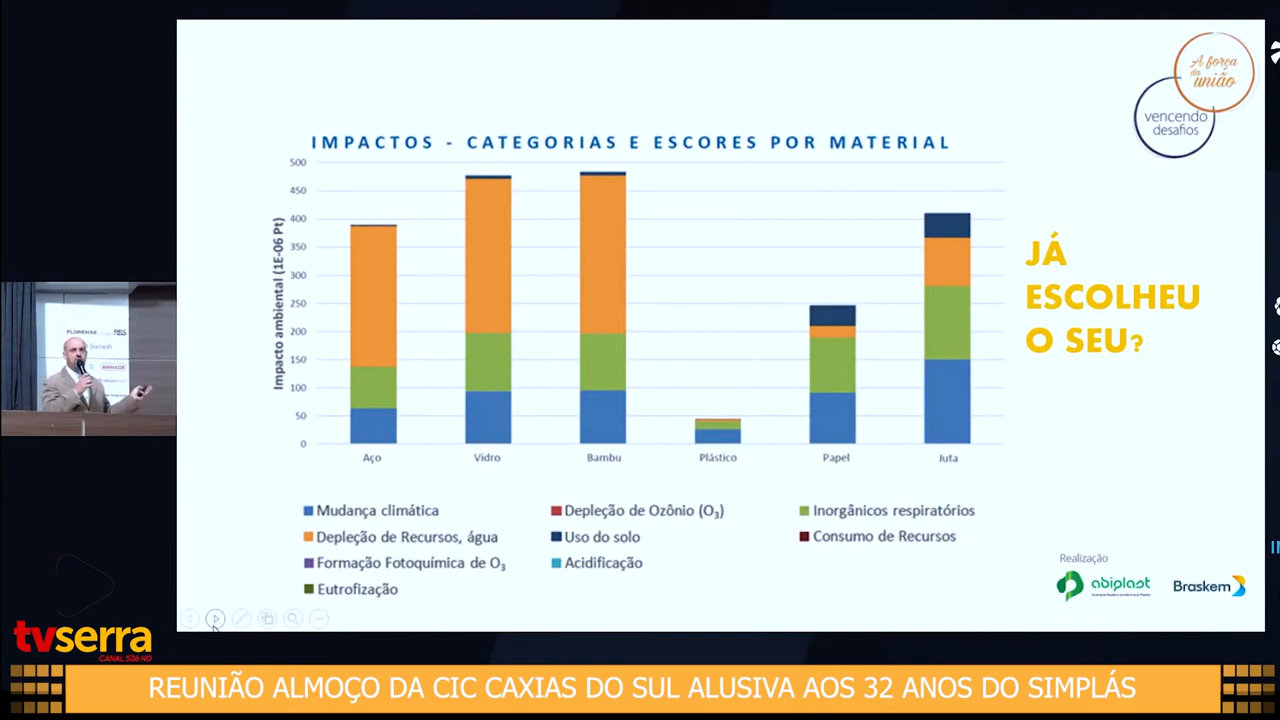 A força
da
união
vencendo
desafios
IMPACTOS - CATEGORIAS E ESCORES POR MATERIAL
Impacto ambiental (1E-06 Pt)
500
450
400
350
300
250
200
150
100
50
0
Aço
Vidro
Bambu
Plástico
Papel
Juta
JÁ
ESCOLHEU
O SEU?
Mudança climática
Depleção de Ozônio (O₃)
Inorgânicos respiratórios
Depleção de Recursos, água
Uso do solo
Consumo de Recursos
Formação Fotoquímica de O₃
Acidificação
Eutrofização
Realização
abiplast
Braskem
FLORENSE
RBS
Sicredi
tvserra
CANAL 526 HD
REUNIÃO ALMOÇO DA CIC CAXIAS DO SUL ALUSIVA AOS 32 ANOS DO SIMPLÁS